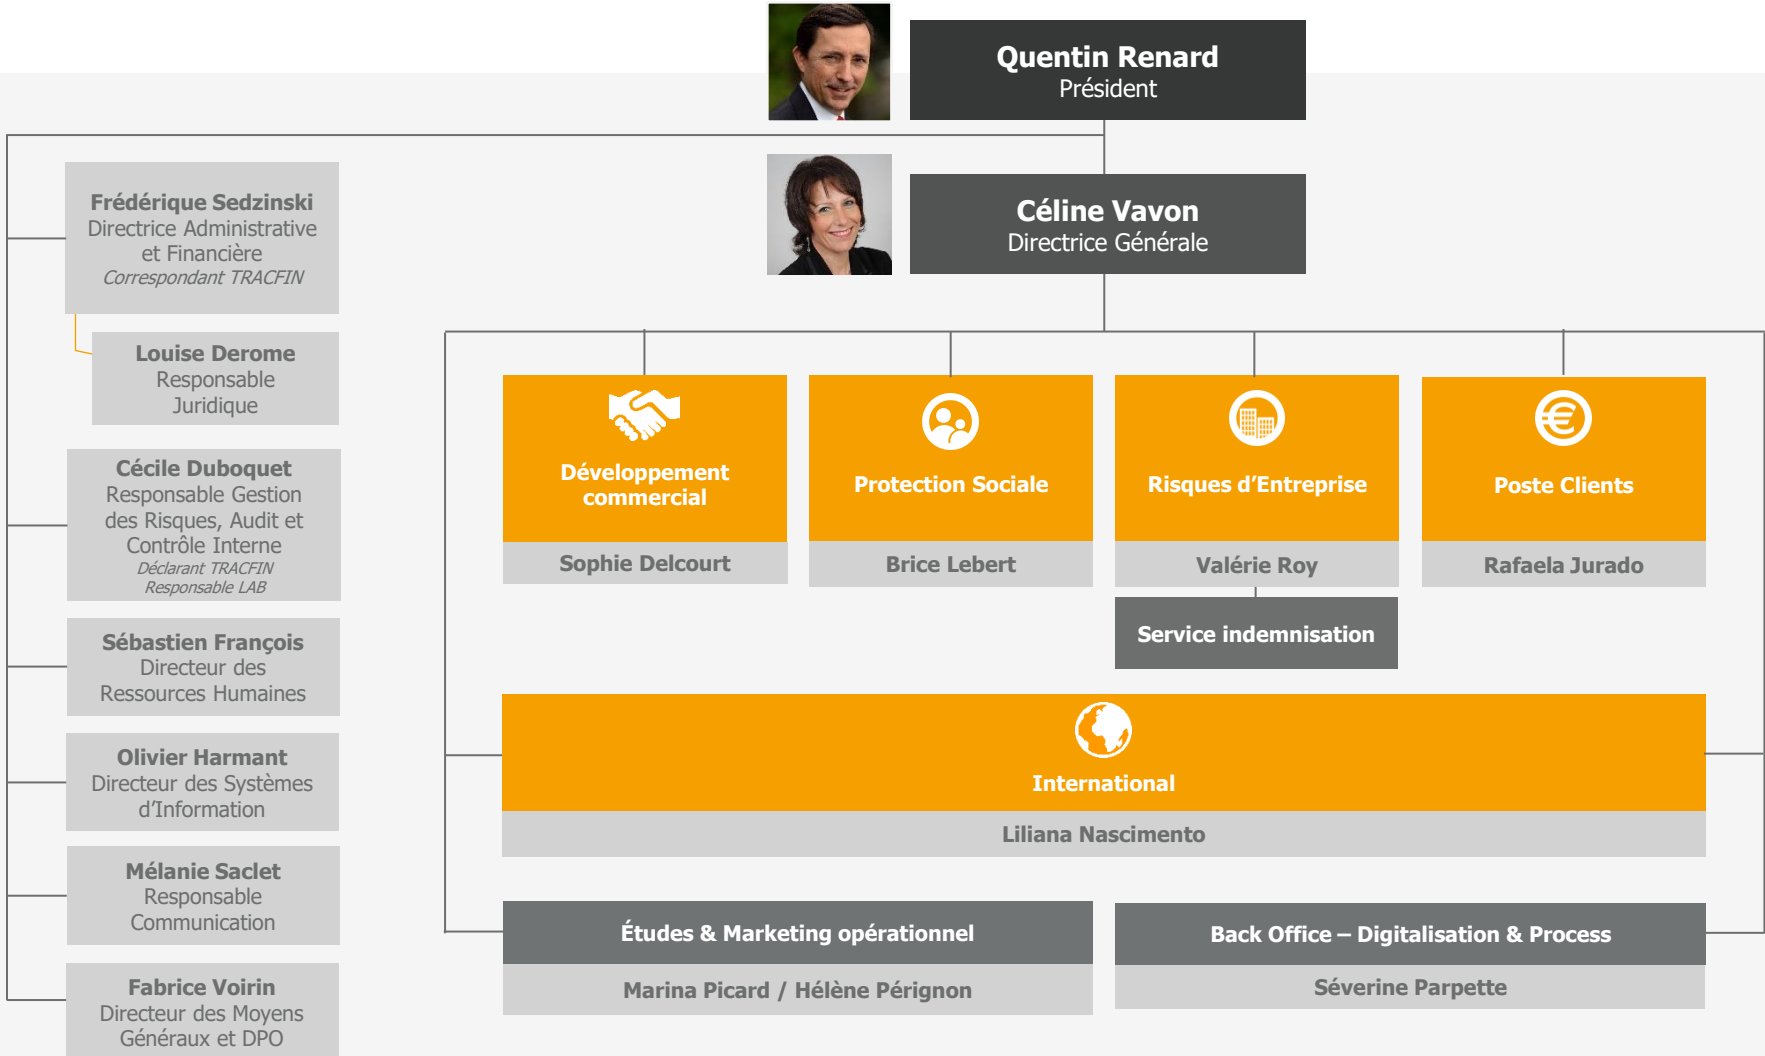 Quentin Renard
Président
Céline Vavon
Directrice Générale
Frédérique Sedzinski
Directrice Administrative
et Financière
Correspondant TRACFIN
Louise Derome
Responsable
Juridique
Cécile Duboquet
Responsable Gestion
des Risques, Audit et
Contrôle Interne
Déclarant TRACFIN
Responsable LAB
Sébastien François
Directeur des
Ressources Humaines
Olivier Harmant
Directeur des Systèmes
d’Information
Mélanie Saclet
Responsable
Communication
Fabrice Voirin
Directeur des Moyens
Généraux et DPO
Développement
commercial
Sophie Delcourt
Protection Sociale
Brice Lebert
Risques d’Entreprise
Valérie Roy
Service indemnisation
Poste Clients
Rafaela Jurado
International
Liliana Nascimento
Études & Marketing opérationnel
Marina Picard / Hélène Pérignon
Back Office – Digitalisation & Process
Séverine Parpette